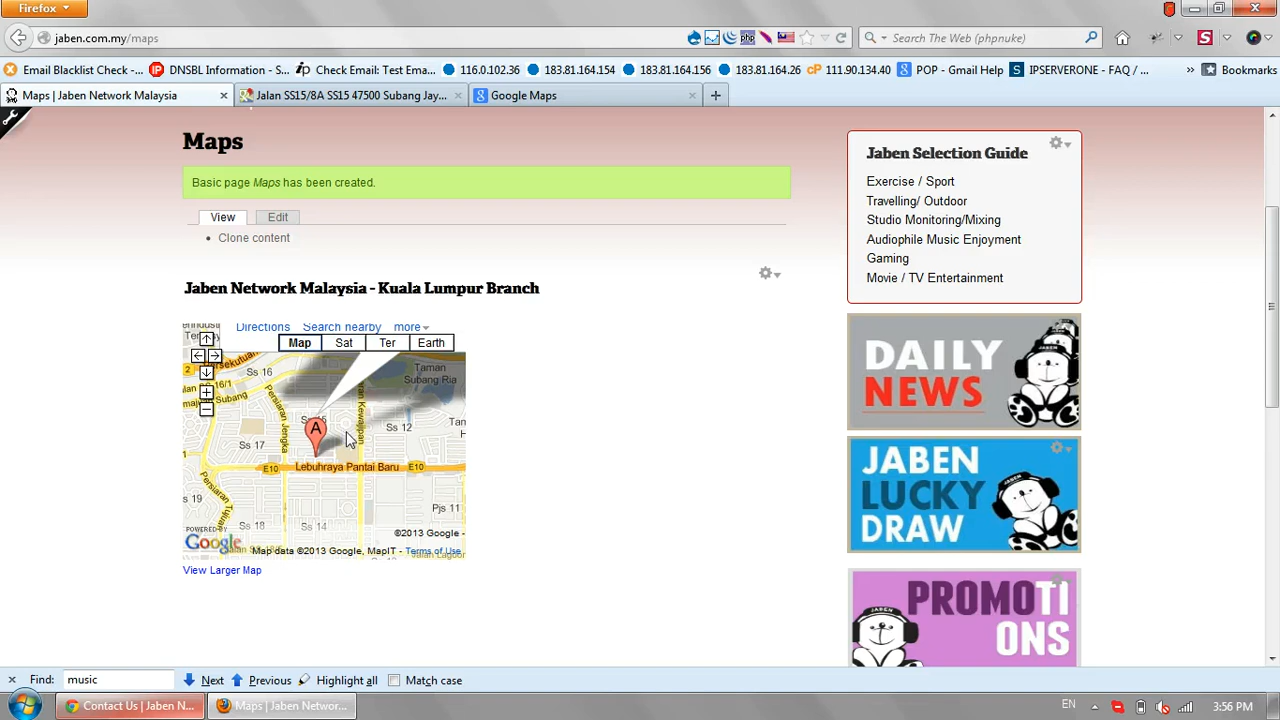 Firefox
jaben.com.my/maps
Search The Web (phpnuke)
Email Blacklist Check -...
DNSBL Information - S...
Check Email: Test Ema...
116.0.102.36
183.81.164.154
183.81.164.156
183.81.164.26
cP 111.90.134.40
POP - Gmail Help
IPSERVERONE - FAQ / ...
»
Bookmarks
Maps | Jaben Network Malaysia
Jalan SS15/8A SS15 47500 Subang Jay...
Google Maps
Maps
Basic page Maps has been created.
View
Edit
Clone content
Jaben Network Malaysia - Kuala Lumpur Branch
Directions
Search nearby
more
Map
Sat
Ter
Earth
Ss 16
Taman
Subang Ria
A
Ss 12
Ss 17
E10
Lebuhraya Pantai Baru
E10
Ss 18
Ss 14
Pjs 11
POWERED BY
Google
©2013 Google -
Map data ©2013 Google, MapIT - Terms of Use
View Larger Map
Jaben Selection Guide
Exercise / Sport
Travelling/ Outdoor
Studio Monitoring/Mixing
Audiophile Music Enjoyment
Gaming
Movie / TV Entertainment
DAILY
NEWS
JABEN
LUCKY
DRAW
PROMOTI
ONS
Find:
music
Next
Previous
Highlight all
Match case
Contact Us | Jaben N...
Maps | Jaben Networ...
EN
3:56 PM